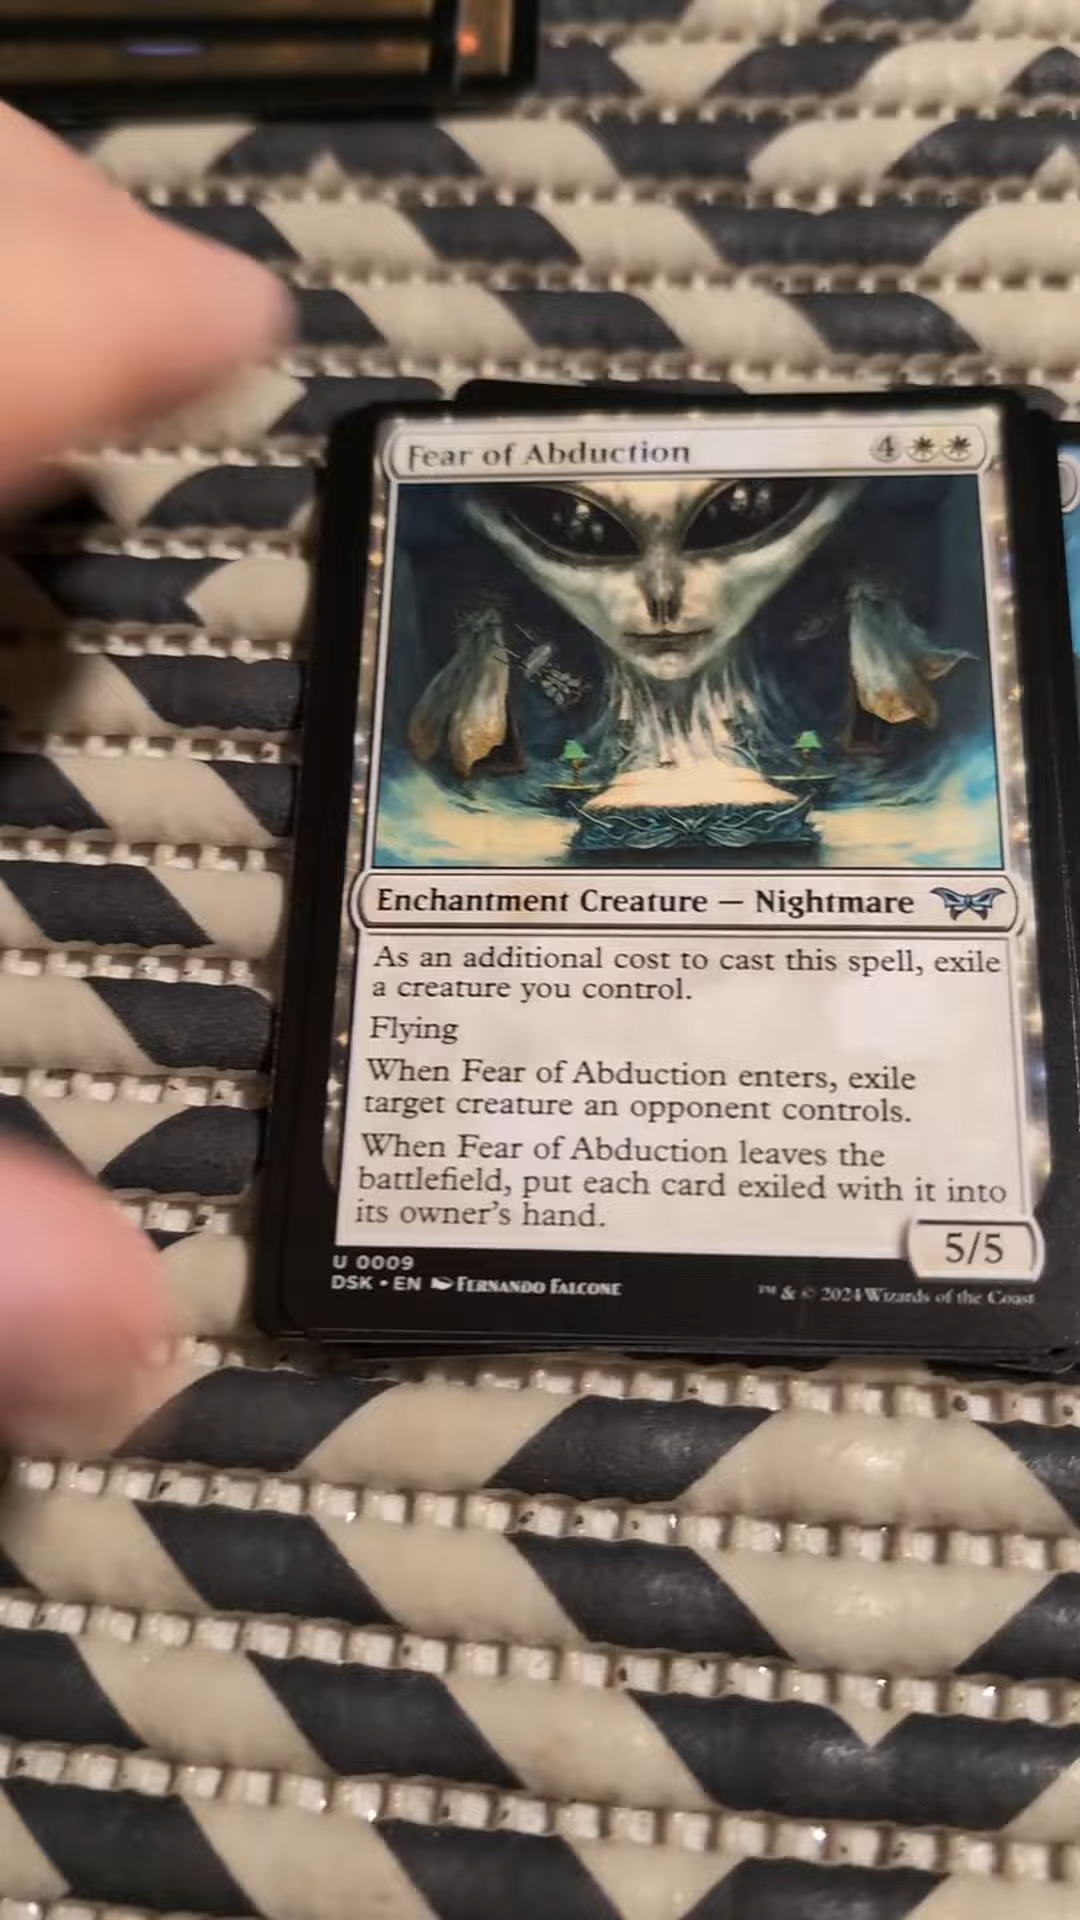 Fear of Abduction 4
Enchantment Creature — Nightmare
As an additional cost to cast this spell, exile
a creature you control.
Flying
When Fear of Abduction enters, exile
target creature an opponent controls.
When Fear of Abduction leaves the
battlefield, put each card exiled with it into
its owner's hand.
5/5
U 0009
DSK • EN FERNANDO FALCONE
™ & © 2024 Wizards of the Coast